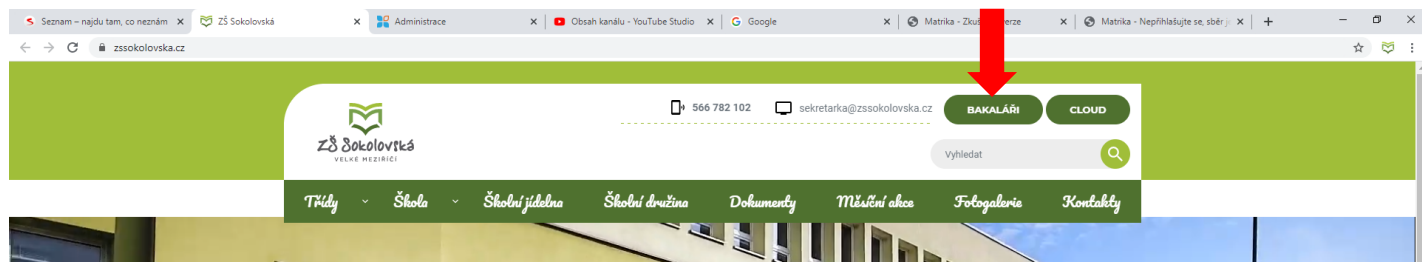 Seznam – najdu tam, co neznám
ZŠ Sokolovská
Administrace
Obsah kanálu - YouTube Studio
Google
Matrika - Zku
erze
Matrika - Nepřihlašujte se, sběr j
zssokolovska.cz
566 782 102
sekretarka@zssokolovska.cz
BAKALÁŘI
CLOUD
ZŠ Sokolovská
VELKÉ MEZIŘÍČÍ
Vyhledat
Třídy
Škola
Školní jídelna
Školní družina
Dokumenty
Měsíční akce
Fotogalerie
Kontakty